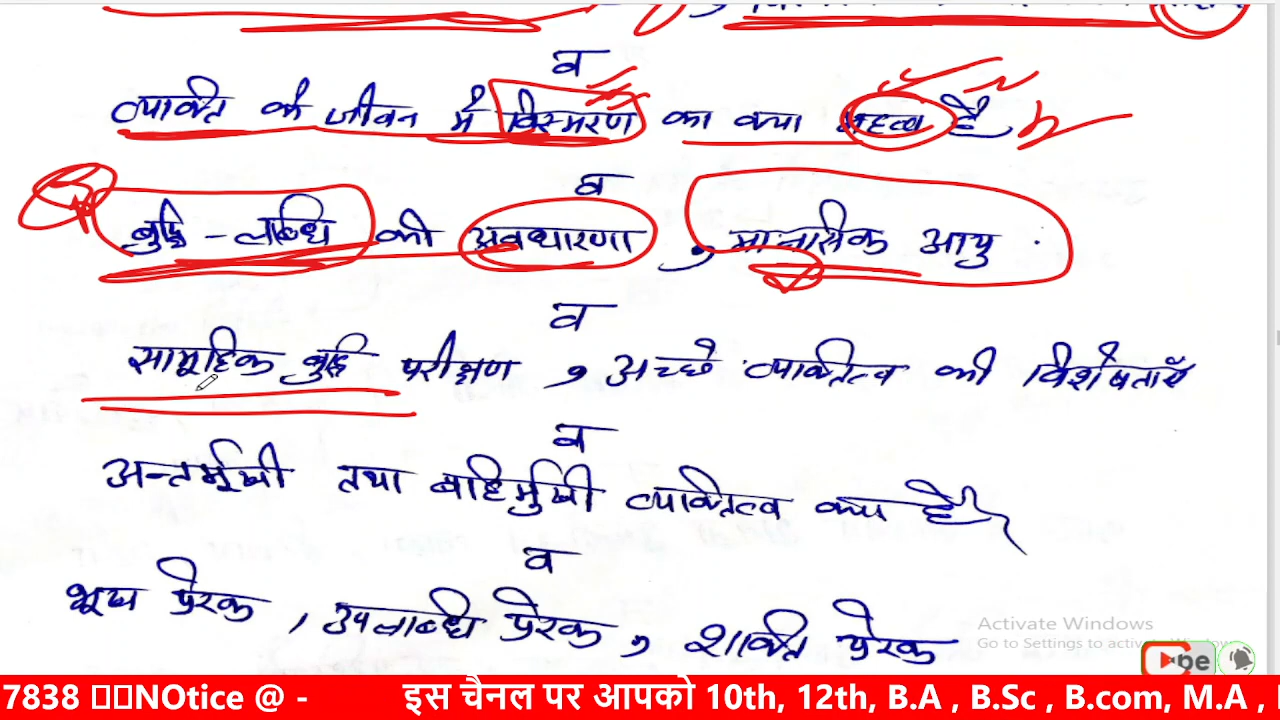 व
व्यक्ति के जीवन में विस्मरण का क्या महत्व है
व
बुद्धि - लब्धि की अवधारणा , मानसिक आयु
व
सामूहिक बुद्धि परीक्षण , अच्छे व्यक्तित्व की विशेषताएँ
व
अन्तर्मुखी तथा बहिर्मुखी व्यक्तित्व क्या है
व
भूख प्रेरक , उपलब्धि प्रेरक , शक्ति प्रेरक
Activate Windows
Go to Settings to activate Windows.
7838 NOtice @ - इस चैनल पर आपको 10th, 12th, B.A , B.Sc , B.com, M.A ,